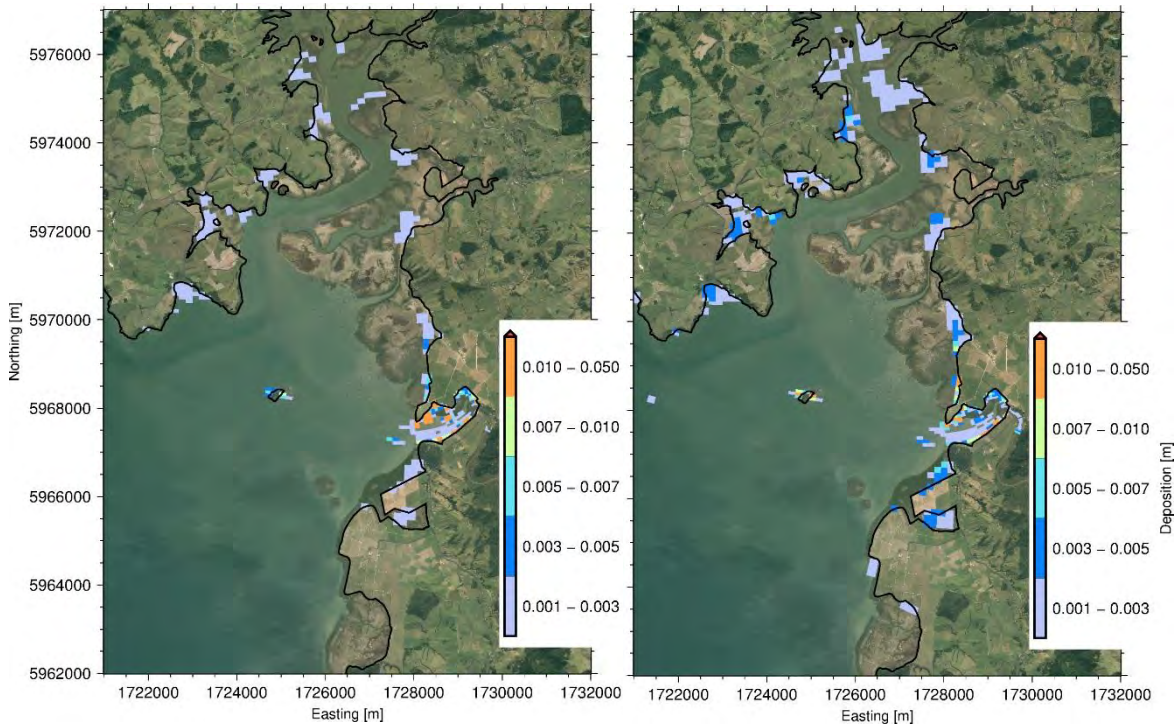 5976000
5974000
5972000
5970000
5968000
5966000
5964000
5962000
Northing [m]
1722000 1724000 1726000 1728000 1730000 1732000
Easting [m]
0.010 – 0.050
0.007 – 0.010
0.005 – 0.007
0.003 – 0.005
0.001 – 0.003
1722000 1724000 1726000 1728000 1730000 1732000
Easting [m]
0.010 – 0.050
0.007 – 0.010
0.005 – 0.007
0.003 – 0.005
0.001 – 0.003
Deposition [m]